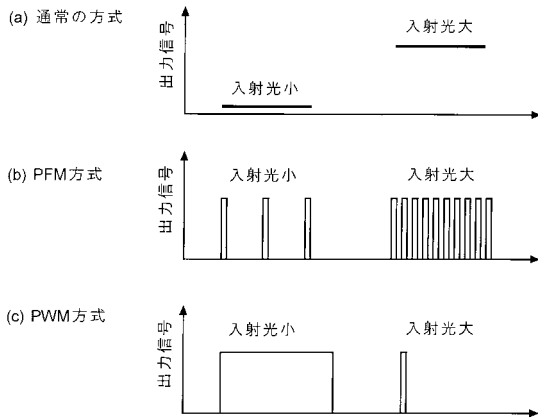 (a) 通常の方式
出力信号
入射光小
入射光大
(b) PFM方式
出力信号
入射光小
入射光大
(c) PWM方式
出力信号
入射光小
入射光大